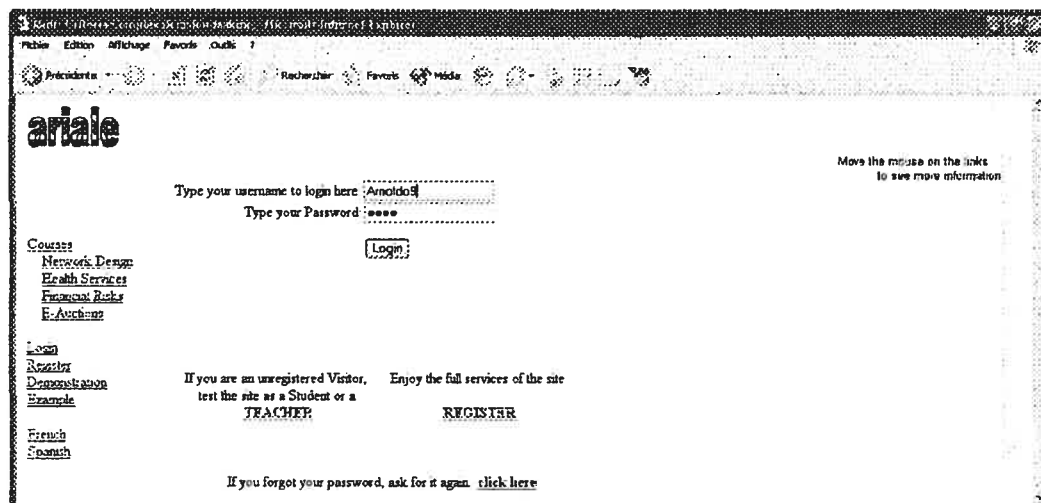 Microsoft Internet Explorer
Fichier Edition Affichage Favoris Outils ?
Précédente Rechercher Favoris Média
ariale
Move the mouse on the links
to see more information
Type your username to login here Arnoldo9
Type your Password ●●●●
Login
Courses
Network Design
Health Services
Financial Risks
E-Auctions
Login
Register
Demonstration
Example
French
Spanish
If you are an unregistered Visitor,
test the site as a Student or a
TEACHER
Enjoy the full services of the site
REGISTER
If you forgot your password, ask for it again click here